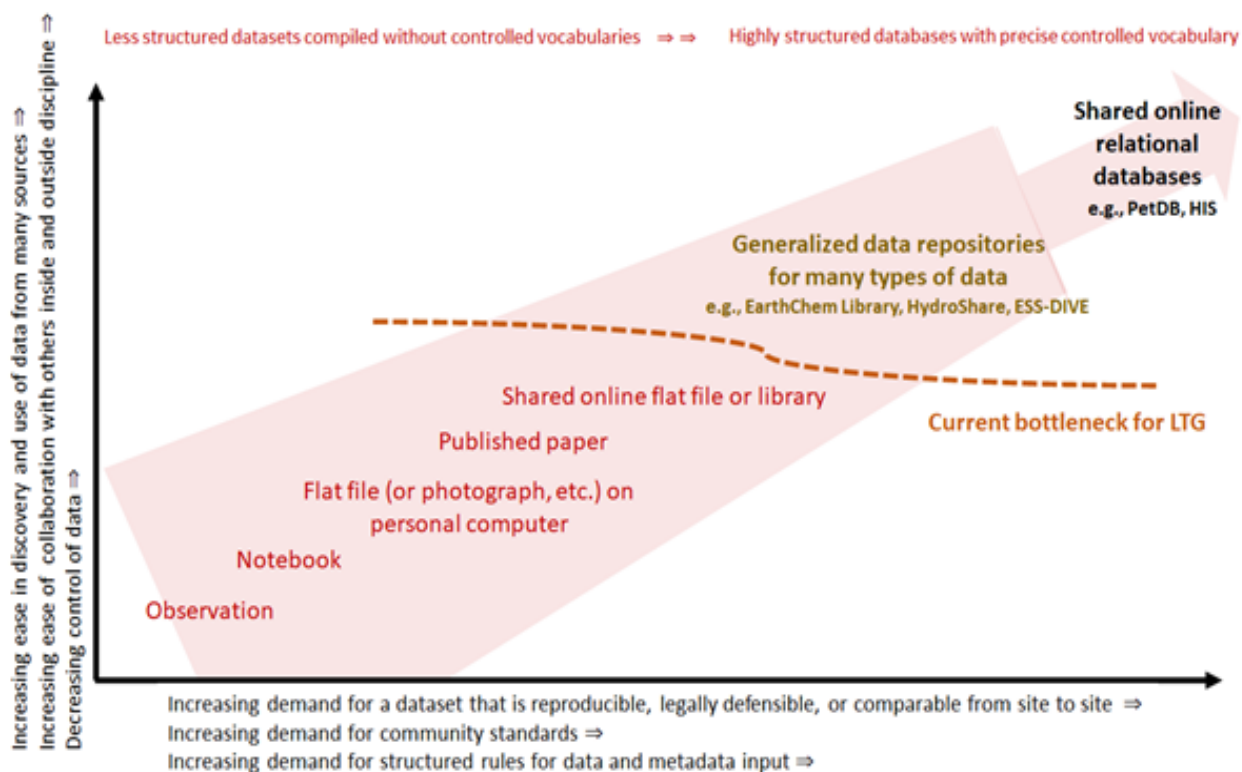 Less structured datasets compiled without controlled vocabularies ⇒ ⇒ Highly structured databases with precise controlled vocabulary
Increasing ease in discovery and use of data from many sources ⇒
Increasing ease of collaboration with others inside and outside discipline ⇒
Decreasing control of data ⇒
Shared online
relational
databases
e.g., PetDB, HIS
Generalized data repositories
for many types of data
e.g., EarthChem Library, HydroShare, ESS-DIVE
Shared online flat file or library
Current bottleneck for LTG
Published paper
Flat file (or photograph, etc.) on
personal computer
Notebook
Observation
Increasing demand for a dataset that is reproducible, legally defensible, or comparable from site to site ⇒
Increasing demand for community standards ⇒
Increasing demand for structured rules for data and metadata input ⇒